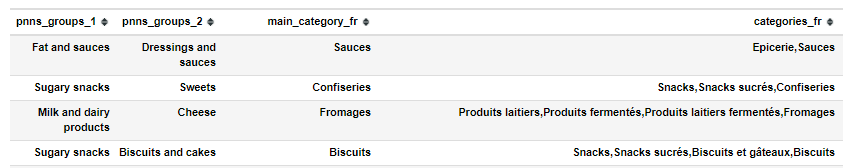 pnns_groups_1 pnns_groups_2 main_category_fr categories_fr
Fat and sauces Dressings and sauces Sauces Epicerie,Sauces
Sugary snacks Sweets Confiseries Snacks,Snacks sucrés,Confiseries
Milk and dairy products Cheese Fromages Produits laitiers,Produits fermentés,Produits laitiers fermentés,Fromages
Sugary snacks Biscuits and cakes Biscuits Snacks,Snacks sucrés,Biscuits et gâteaux,Biscuits